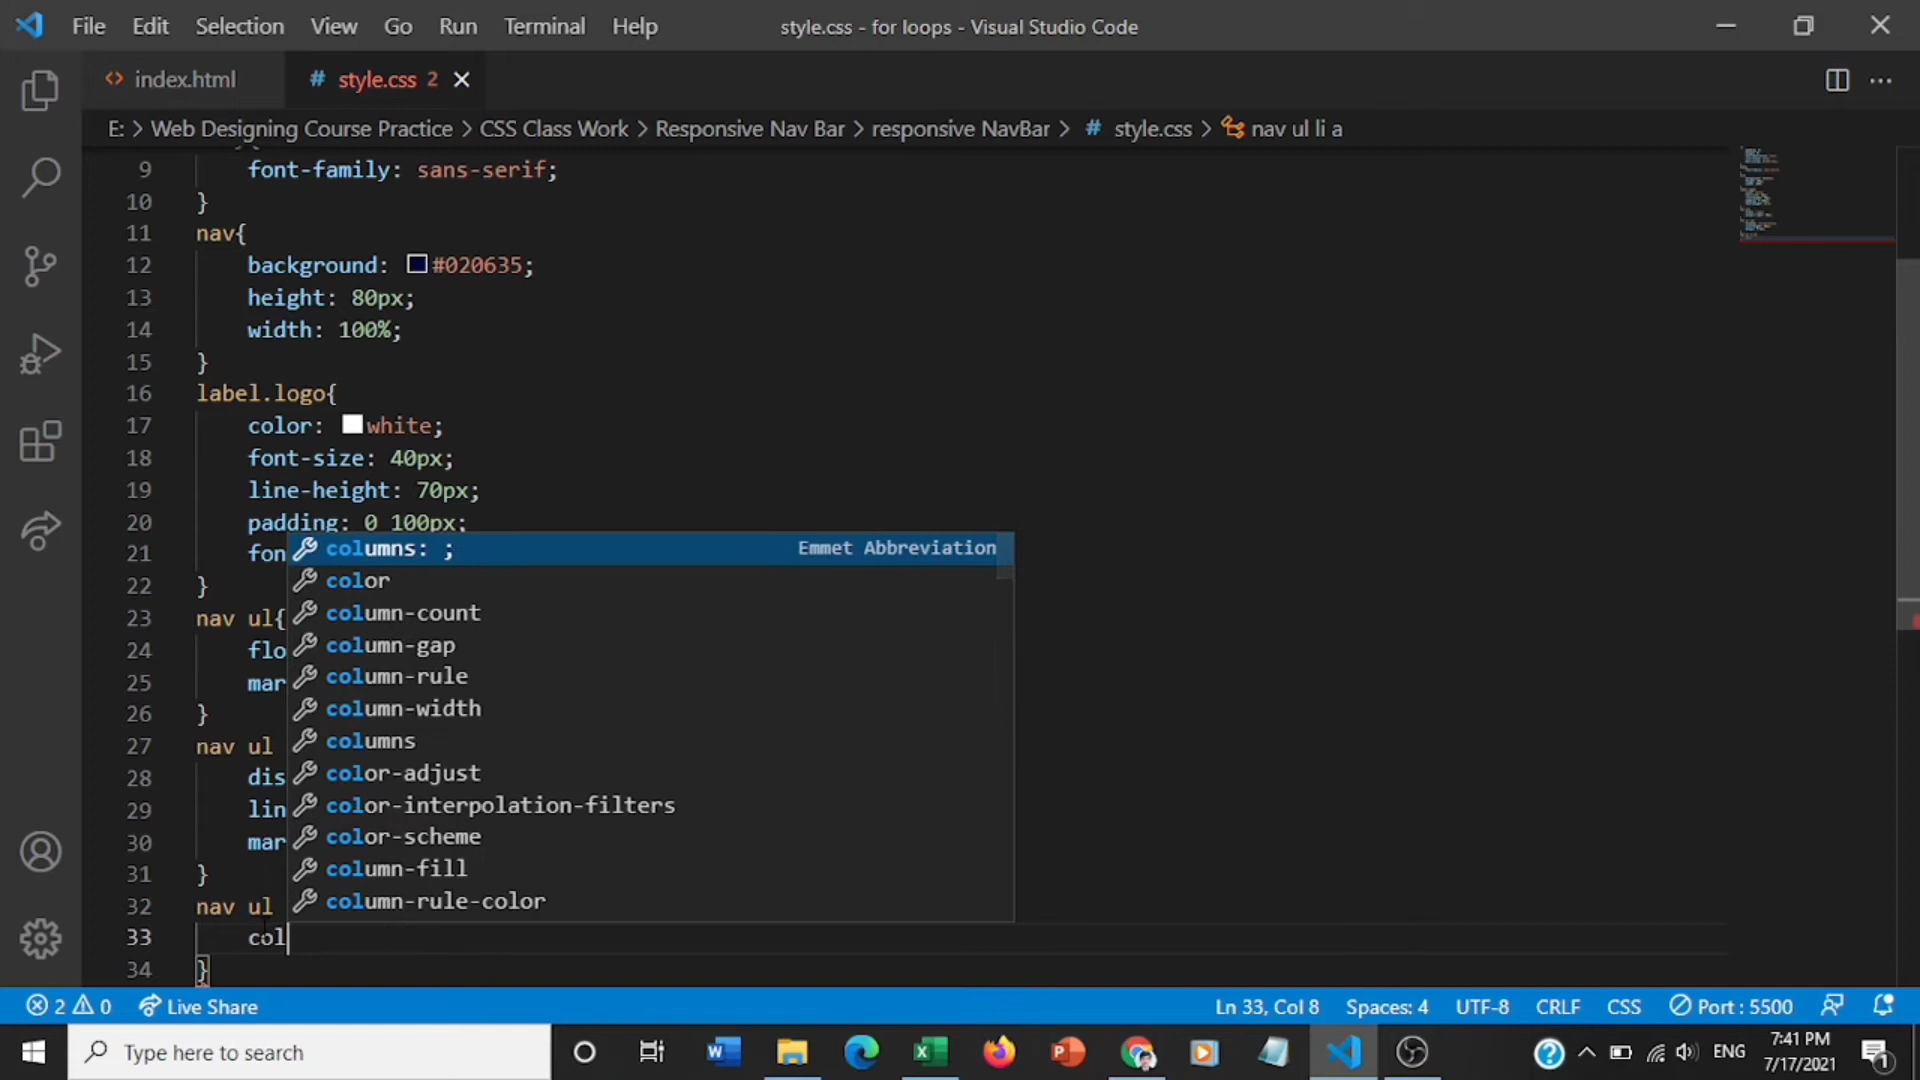 File Edit Selection View Go Run Terminal Help style.css - for loops - Visual Studio Code
<> index.html # style.css 2
E: > Web Designing Course Practice > CSS Class Work > Responsive Nav Bar > responsive NavBar > # style.css > nav ul li a
9 font-family: sans-serif;
10 }
11 nav{
12 background: #020635;
13 height: 80px;
14 width: 100%;
15 }
16 label.logo{
17 color: white;
18 font-size: 40px;
19 line-height: 70px;
20 padding: 0 100px;
21 fon
columns: ; Emmet Abbreviation
color
22 }
column-count
23 nav ul{
column-gap
24 flo
column-rule
25 mar
column-width
26 }
columns
27 nav ul
color-adjust
28 dis
color-interpolation-filters
29 lin
color-scheme
30 mar
column-fill
31 }
column-rule-color
32 nav ul
33 col
34 }
2 0 Live Share Ln 33, Col 8 Spaces: 4 UTF-8 CRLF CSS Port : 5500
Type here to search
ENG
7:41 PM
7/17/2021
1